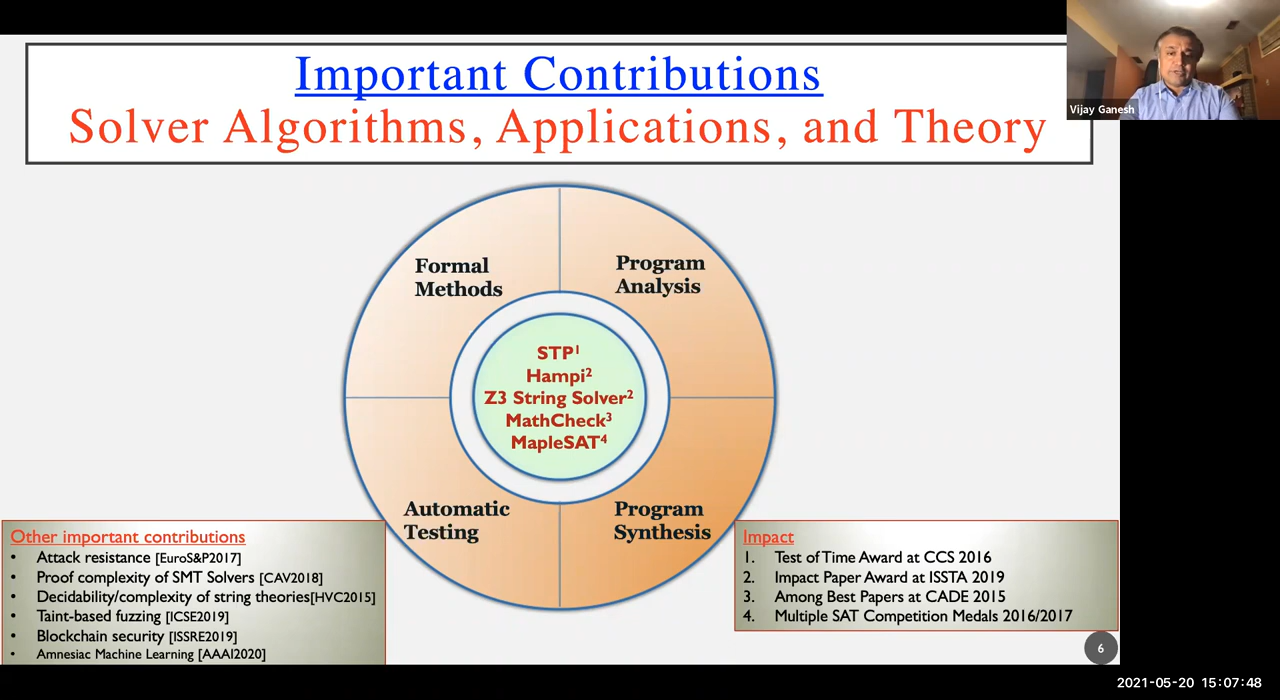 Important Contributions
Solver Algorithms, Applications, and Theory
Vijay Ganesh
Formal
Methods
Program
Analysis
STP¹
Hampi²
Z3 String Solver²
MathCheck³
MapleSAT⁴
Automatic
Testing
Program
Synthesis
Other important contributions
• Attack resistance [EuroS&P2017]
• Proof complexity of SMT Solvers [CAV2018]
• Decidability/complexity of string theories[HVC2015]
• Taint-based fuzzing [ICSE2019]
• Blockchain security [ISSRE2019]
• Amnesiac Machine Learning [AAAI2020]
Impact
1. Test of Time Award at CCS 2016
2. Impact Paper Award at ISSTA 2019
3. Among Best Papers at CADE 2015
4. Multiple SAT Competition Medals 2016/2017
6
2021-05-20 15:07:48